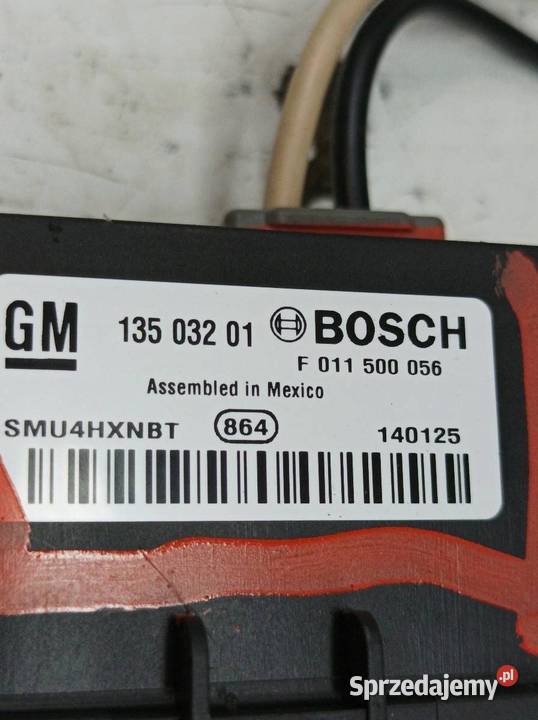 GM 135 032 01 BOSCH
F 011 500 056
Assembled in Mexico
SMU4HXNBT 864 140125
Sprzedajemy.pl